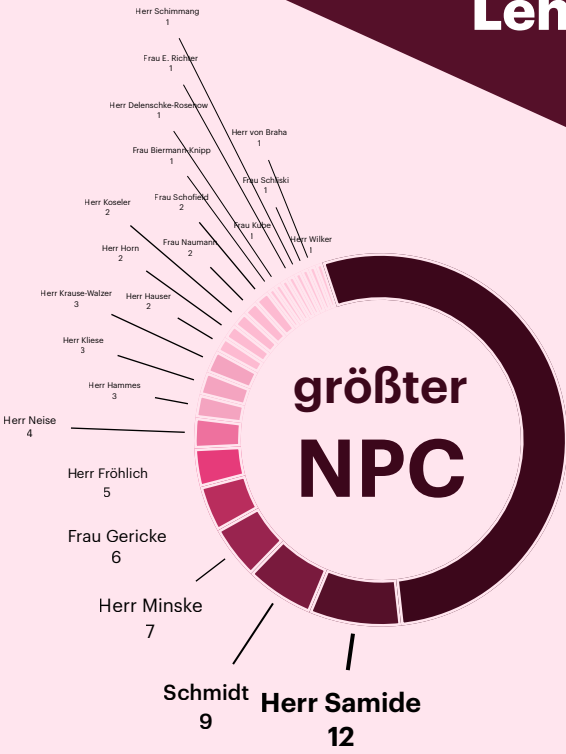 Leh
Herr Schimmang
1
Frau E. Richter
1
Herr Delenschke-Rosenow
1
Herr von Braha
1
Frau Biermann-Knipp
1
Frau Schliski
1
Frau Schofield
2
Herr Koseler
2
Frau Kube
1
Frau Naumann
2
Herr Wilker
1
Herr Horn
2
Herr Krause-Walzer
3
Herr Hauser
2
Herr Kliese
3
Herr Hammes
3
größter
NPC
Herr Neise
4
Herr Fröhlich
5
Frau Gericke
6
Herr Minske
7
Schmidt
9
Herr Samide
12